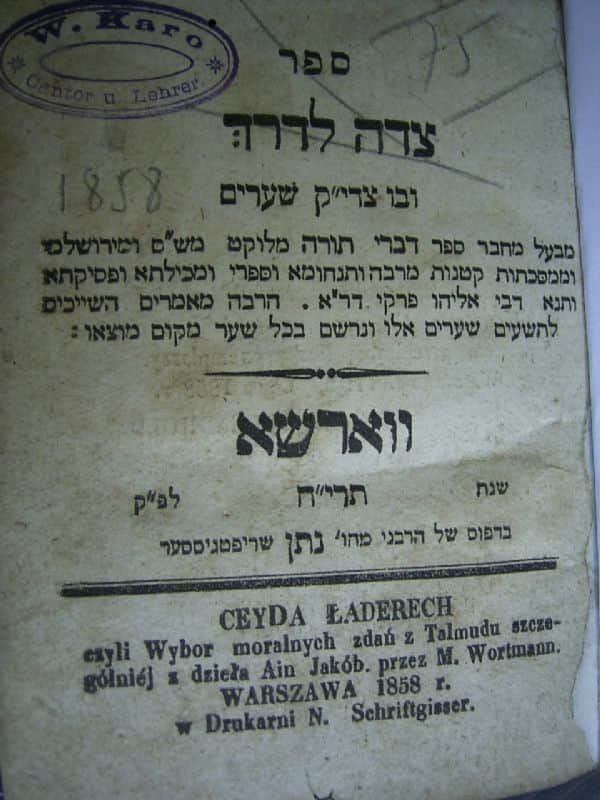 W. Karo
Cantor u. Lehrer.
75
ספר
צדה לדרך
1858
ובו צדי״ק שערים
מבעל מחבר ספר דברי תורה מלוקט מש״ס ומירושלמי
וממסכתות קטנות מרבה ותנחומא וספרי ומכילתא ופסיקתא
ותנא דבי אליהו פרקי דר״א . הרבה מאמרים השייכים
לתשעים שערים אלו ונרשם בכל שער מקום מוצאו :
ווארשא
שנת תרי״ח לפ״ק
בדפוס של הרבני מהו׳ נתן שריפטגיססער
CEYDA ŁADERECH
czyli Wybor moralnych zdań z Talmudu szcze-
gólniéj z dzieła Ain Jakób. przez M. Wortmann.
WARSZAWA 1858 r.
w Drukarni N. Schriftgisser.